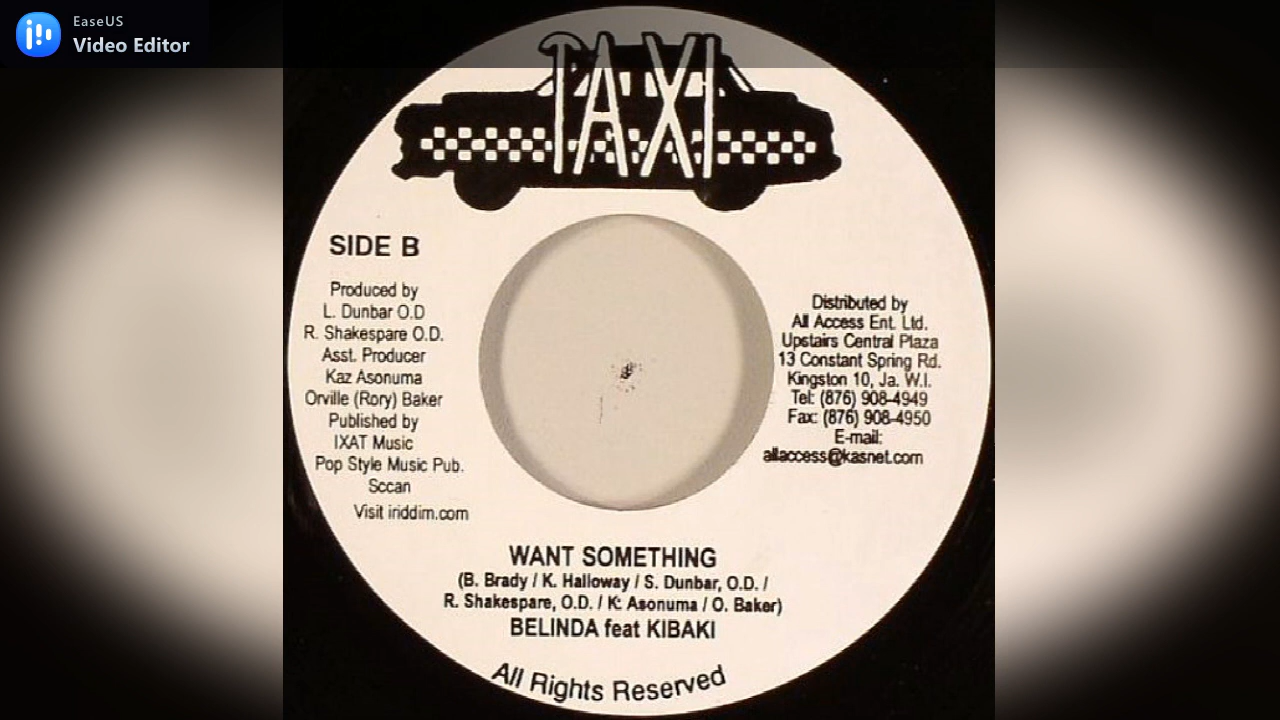 EaseUS
Video Editor
TAXI
SIDE B
Produced by
L. Dunbar O.D
R. Shakespare O.D.
Asst. Producer
Kaz Asonuma
Orville (Rory) Baker
Published by
IXAT Music
Pop Style Music Pub.
Sccan
Visit iriddim.com
Distributed by
All Access Ent. Ltd.
Upstairs Central Plaza
13 Constant Spring Rd.
Kingston 10, Ja. W.I.
Tel: (876) 908-4949
Fax: (876) 908-4950
E-mail:
allaccess@kasnet.com
WANT SOMETHING
(B. Brady / K. Halloway / S. Dunbar, O.D. /
R. Shakespare, O.D. / K: Asonuma / O. Baker)
BELINDA feat KIBAKI
All Rights Reserved